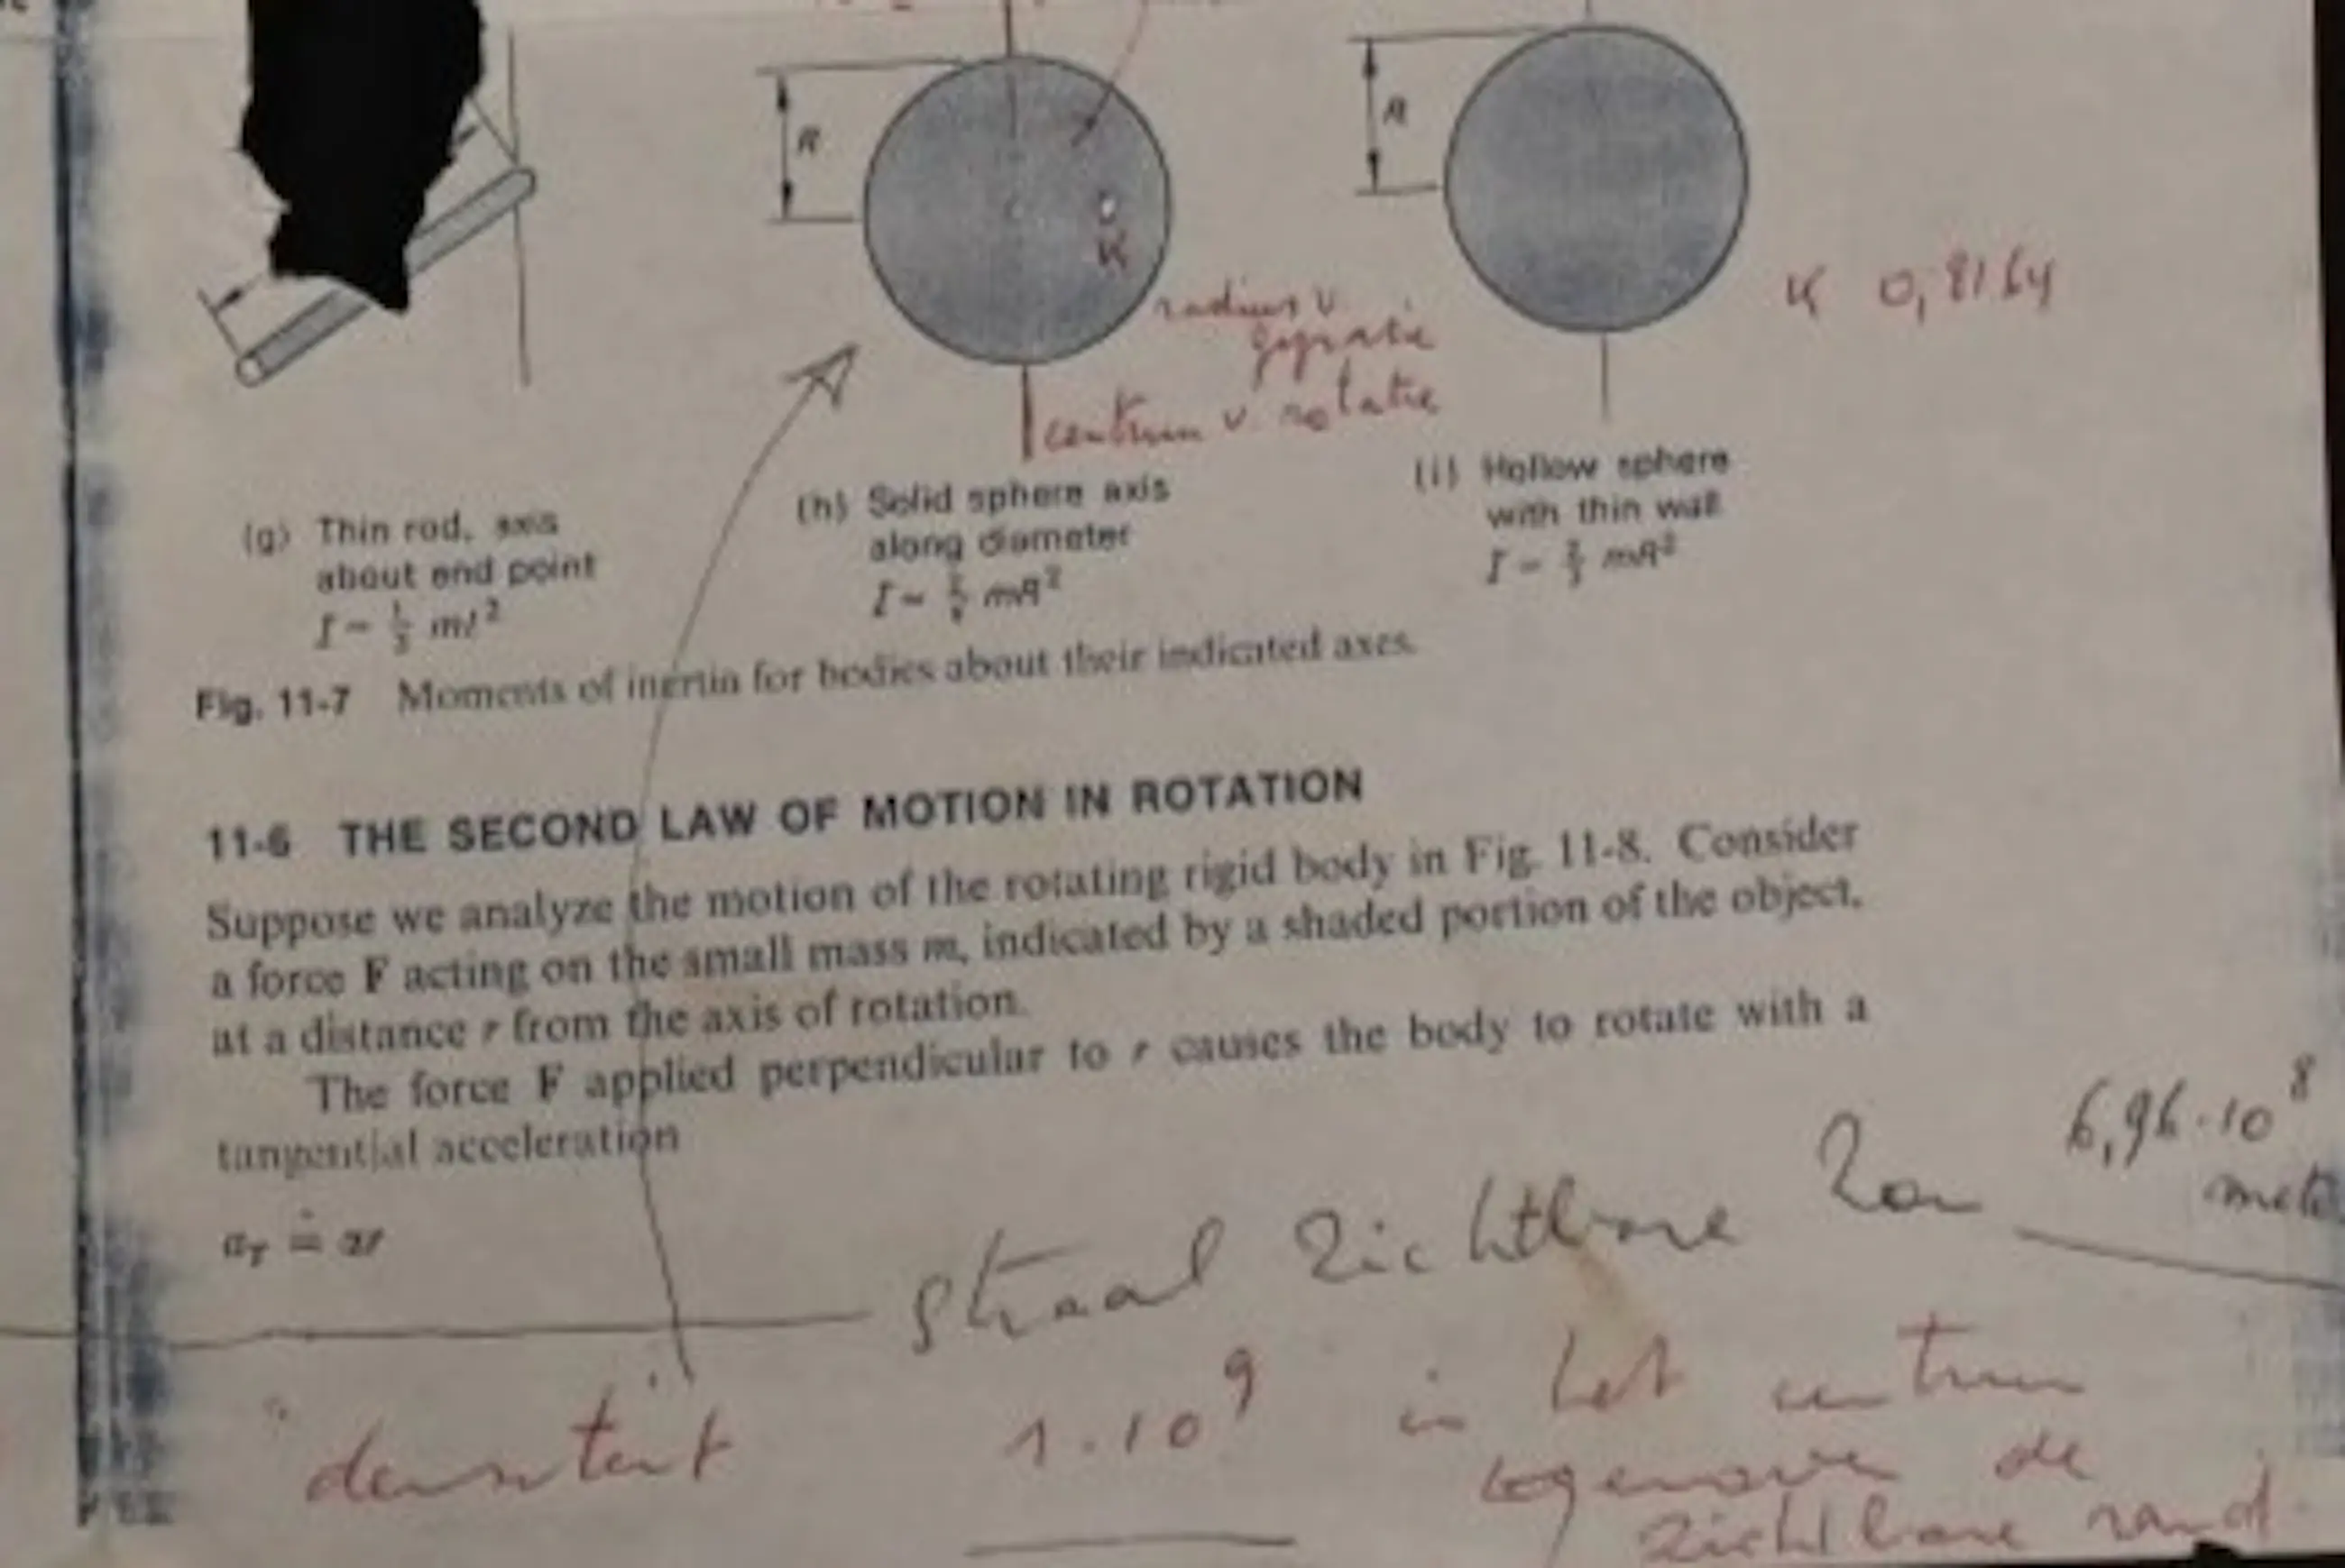 R
R
K
radius v.
gyratie
centrum v. rotatie
K 0,8164
(g) Thin rod, axis
about end point
I = 1/3 ml²
(h) Solid sphere axis
along diameter
I = 2/5 mR²
(i) Hollow sphere
with thin wall
I = 2/3 mR²
Fig. 11-7 Moments of inertia for bodies about their indicated axes.
11-6 THE SECOND LAW OF MOTION IN ROTATION
Suppose we analyze the motion of the rotating rigid body in Fig. 11-8. Consider
a force F acting on the small mass m, indicated by a shaded portion of the object,
at a distance r from the axis of rotation.
The force F applied perpendicular to r causes the body to rotate with a
tangential acceleration
a_T = αr
straal Zichtbare Zon 6,96·10⁸
mete
densiteit 1·10⁹ in het centrum
tegenover de
zichtbare rand